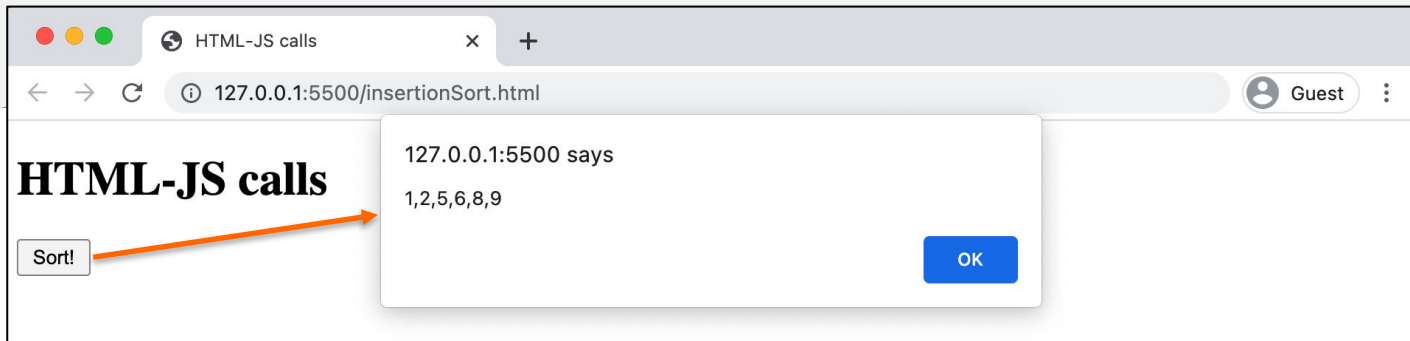 HTML-JS calls
127.0.0.1:5500/insertionSort.html
Guest
127.0.0.1:5500 says
HTML-JS calls
1,2,5,6,8,9
Sort!
OK